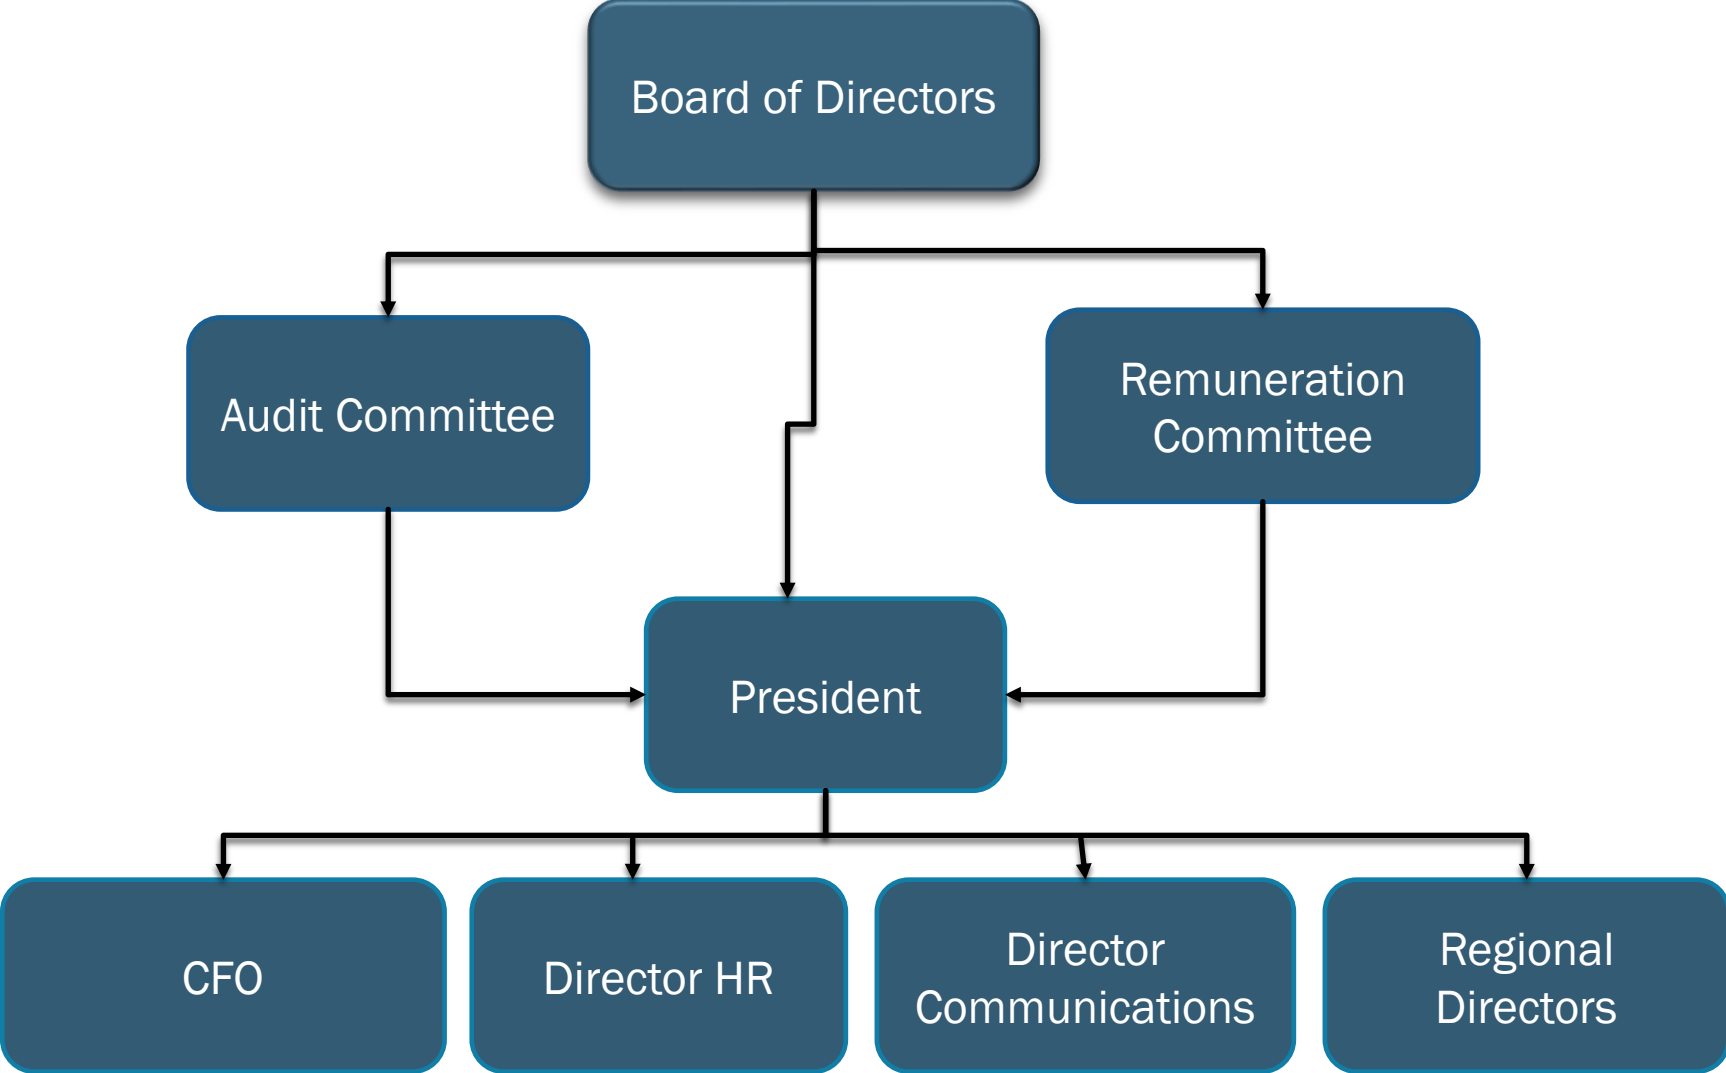 Board of Directors
Audit Committee
Remuneration
Committee
President
CFO
Director HR
Director
Communications
Regional
Directors